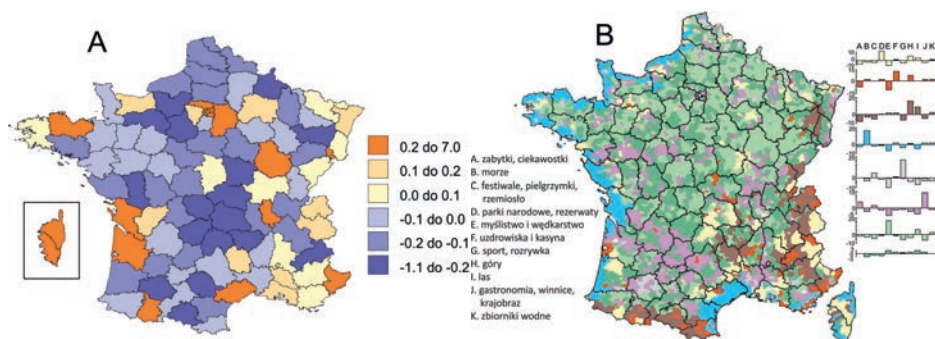 A
B
0.2 do 7.0
0.1 do 0.2
0.0 do 0.1
-0.1 do 0.0
-0.2 do -0.1
-1.1 do -0.2
A. zabytki, ciekawostki
B. morze
C. festiwale, pielgrzymki,
rzemiosło
D. parki narodowe, rezerwaty
E. myślistwo i wędkarstwo
F. uzdrowiska i kasyna
G. sport, rozrywka
H. góry
I. las
J. gastronomia, winnice,
krajobraz
K. zbiorniki wodne
A B C D E F G H I J K